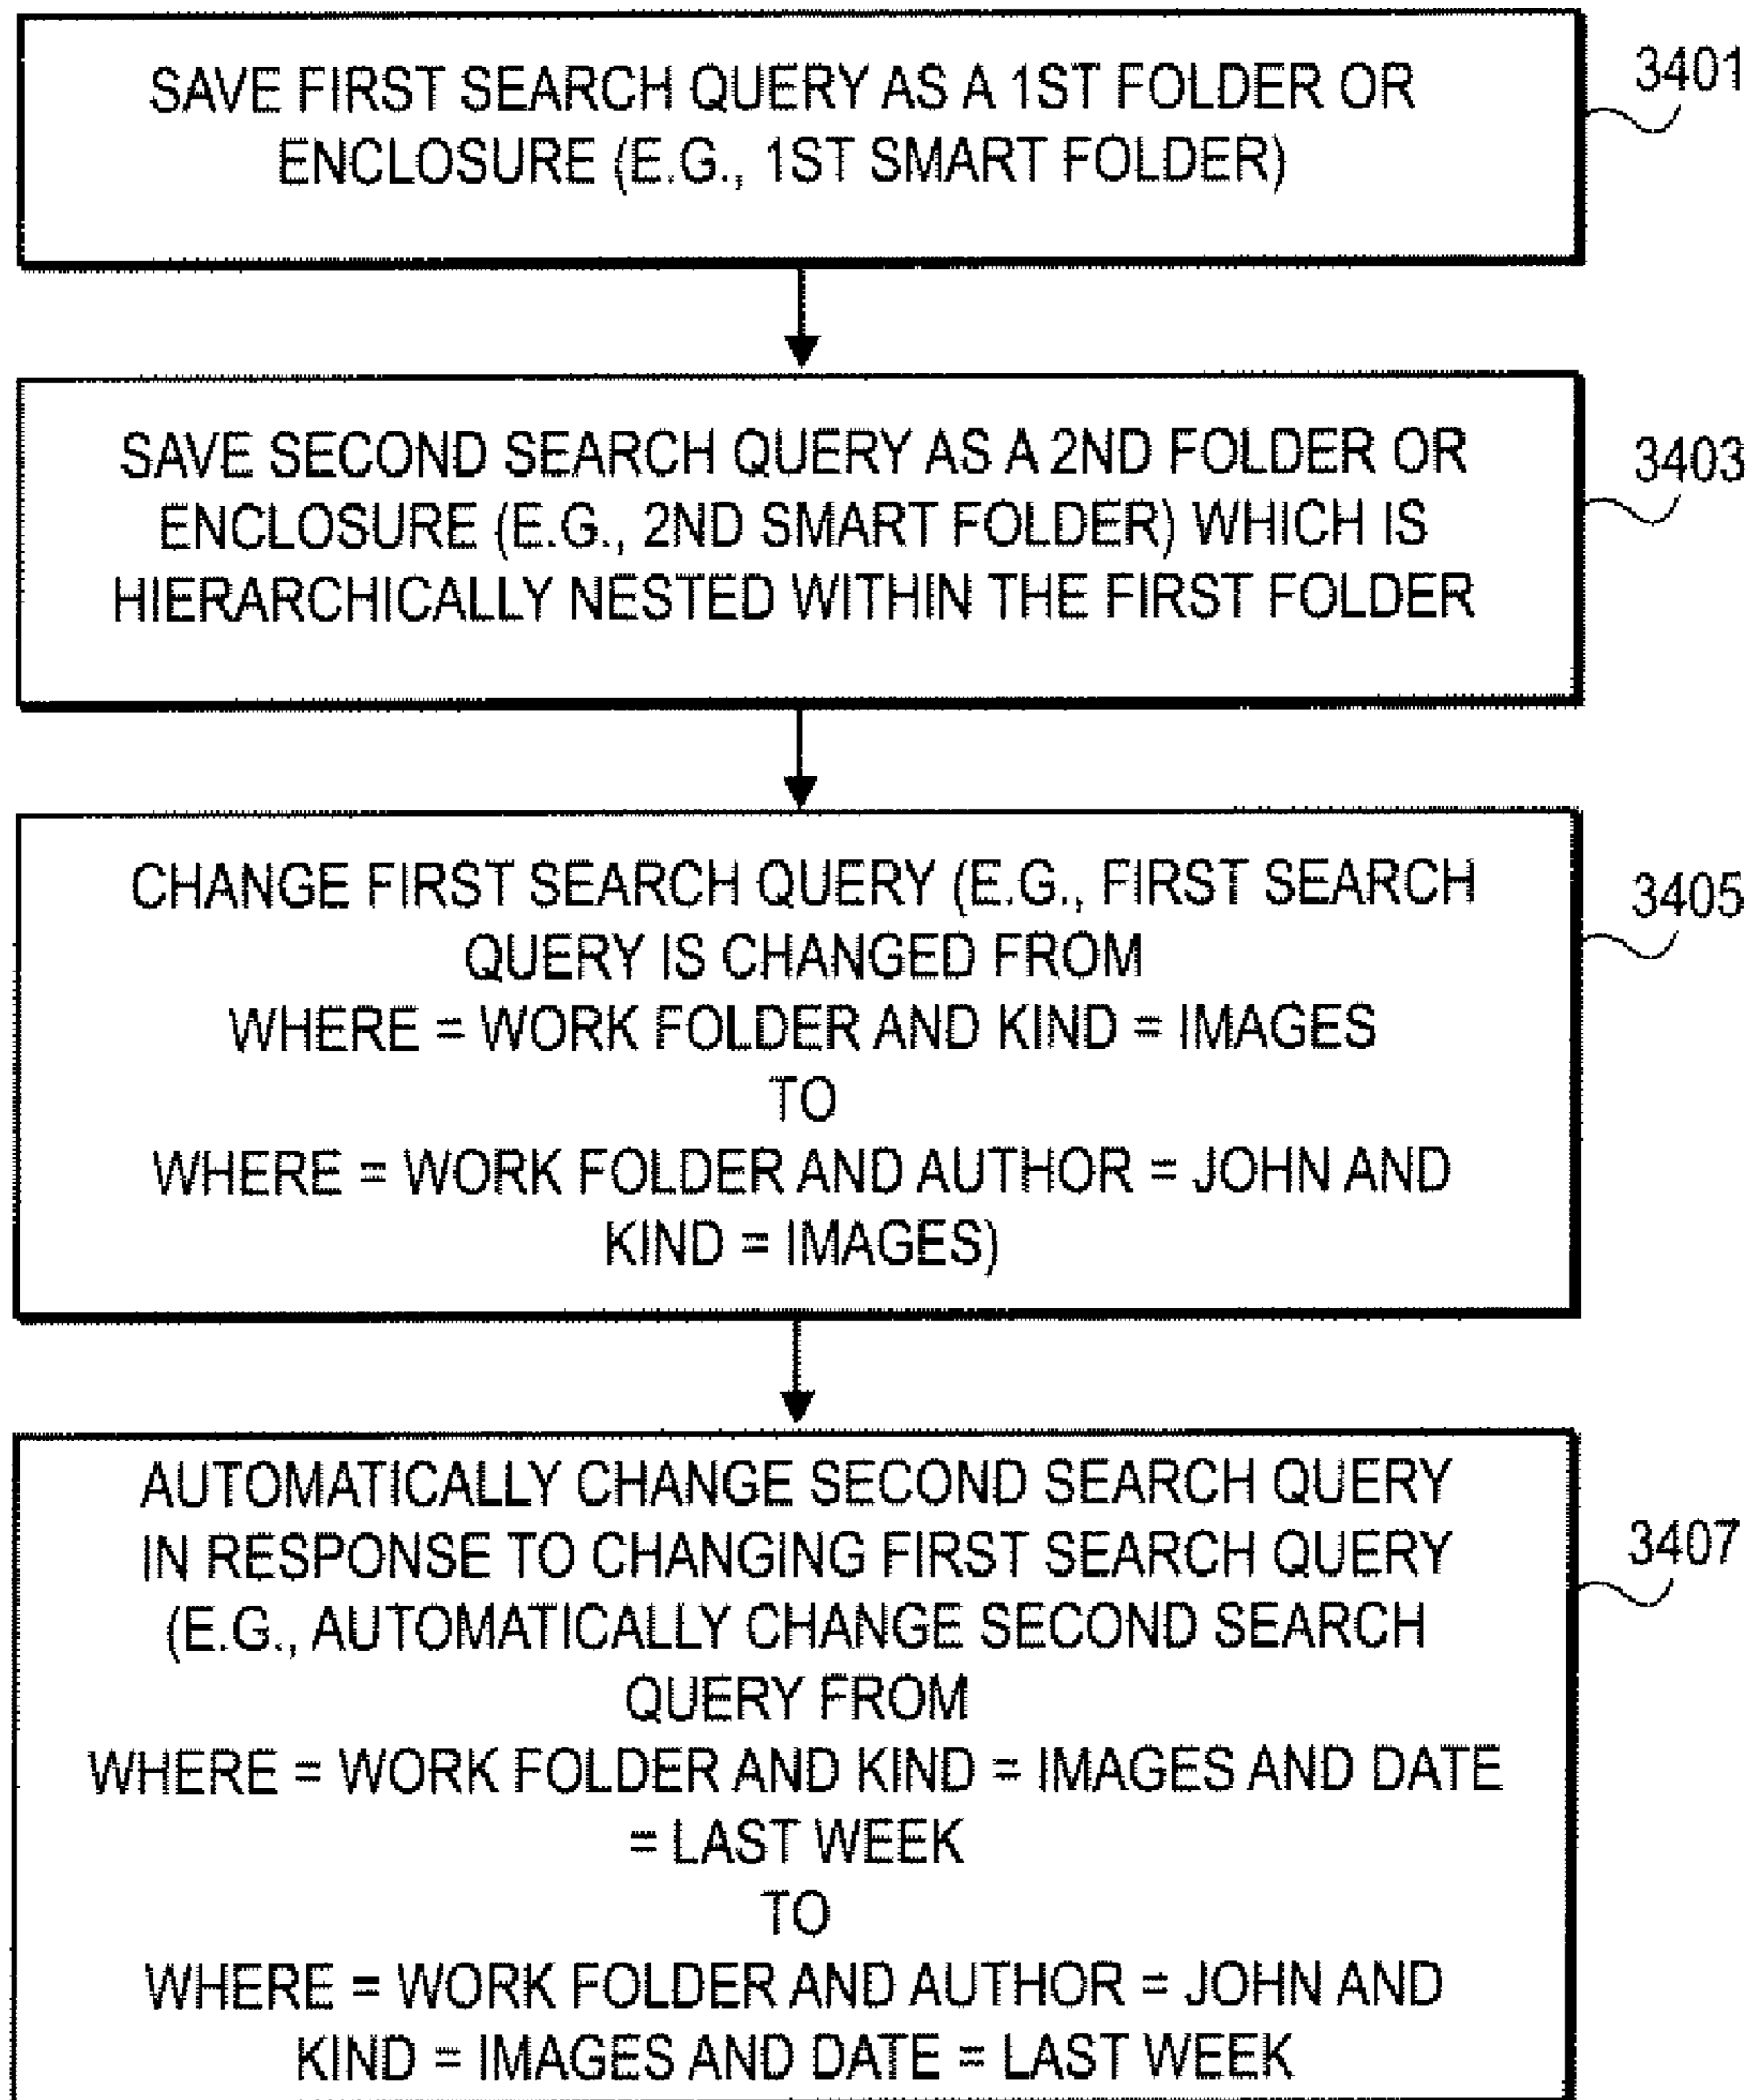 SAVE FIRST SEARCH QUERY AS A 1ST FOLDER OR
ENCLOSURE (E.G., 1ST SMART FOLDER)
3401
SAVE SECOND SEARCH QUERY AS A 2ND FOLDER OR
ENCLOSURE (E.G., 2ND SMART FOLDER) WHICH IS
HIERARCHICALLY NESTED WITHIN THE FIRST FOLDER
3403
CHANGE FIRST SEARCH QUERY (E.G., FIRST SEARCH
QUERY IS CHANGED FROM
WHERE = WORK FOLDER AND KIND = IMAGES
TO
WHERE = WORK FOLDER AND AUTHOR = JOHN AND
KIND = IMAGES)
3405
AUTOMATICALLY CHANGE SECOND SEARCH QUERY
IN RESPONSE TO CHANGING FIRST SEARCH QUERY
(E.G., AUTOMATICALLY CHANGE SECOND SEARCH
QUERY FROM
WHERE = WORK FOLDER AND KIND = IMAGES AND DATE
= LAST WEEK
TO
WHERE = WORK FOLDER AND AUTHOR = JOHN AND
KIND = IMAGES AND DATE = LAST WEEK
3407